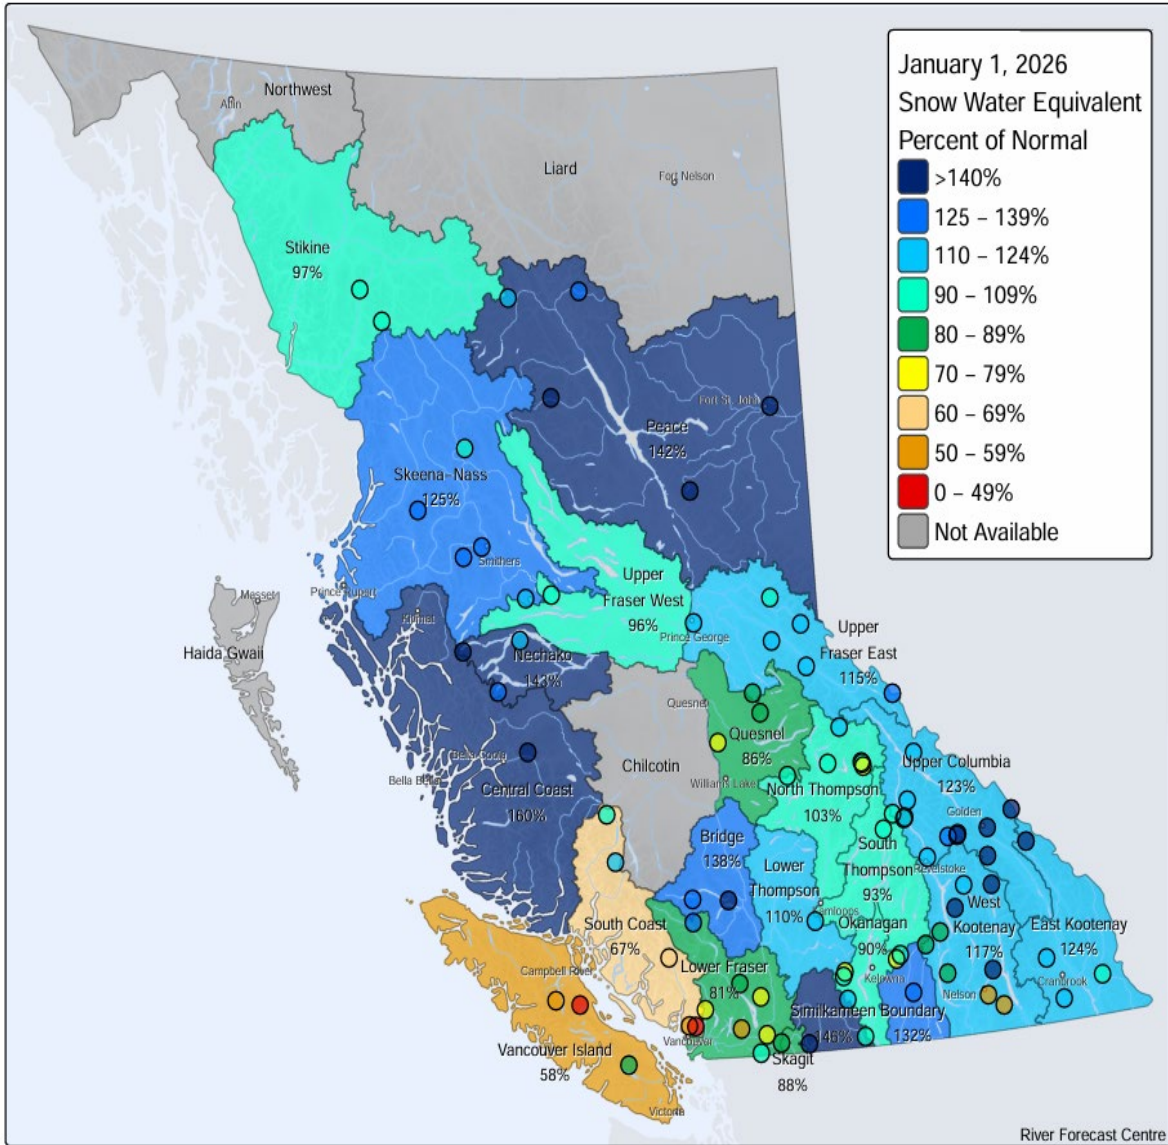 January 1, 2026
Snow Water Equivalent
Percent of Normal
>140%
125 – 139%
110 – 124%
90 – 109%
80 – 89%
70 – 79%
60 – 69%
50 – 59%
0 – 49%
Not Available
Northwest
Atlin
Liard
Fort Nelson
Stikine
97%
Fort St. John
Peace
142%
Skeena–Nass
125%
Smithers
Upper
Fraser West
96%
Prince Rupert
Kitimat
Masset
Haida Gwaii
Prince George
Upper
Fraser East
115%
Nechako
143%
Quesnel
Quesnel
86%
Bella Coola
Bella Bella
Central Coast
160%
Chilcotin
Williams Lake
North Thompson
103%
Upper Columbia
123%
Golden
Bridge
138%
South
Thompson
93%
Revelstoke
Lower
Thompson
110%
Kamloops
West
Kootenay
117%
East Kootenay
124%
Cranbrook
South Coast
67%
Okanagan
90%
Kelowna
Lower Fraser
81%
Campbell River
Nelson
Similkameen
146%
Boundary
132%
Vancouver
Vancouver Island
58%
Skagit
88%
Victoria
River Forecast Centre